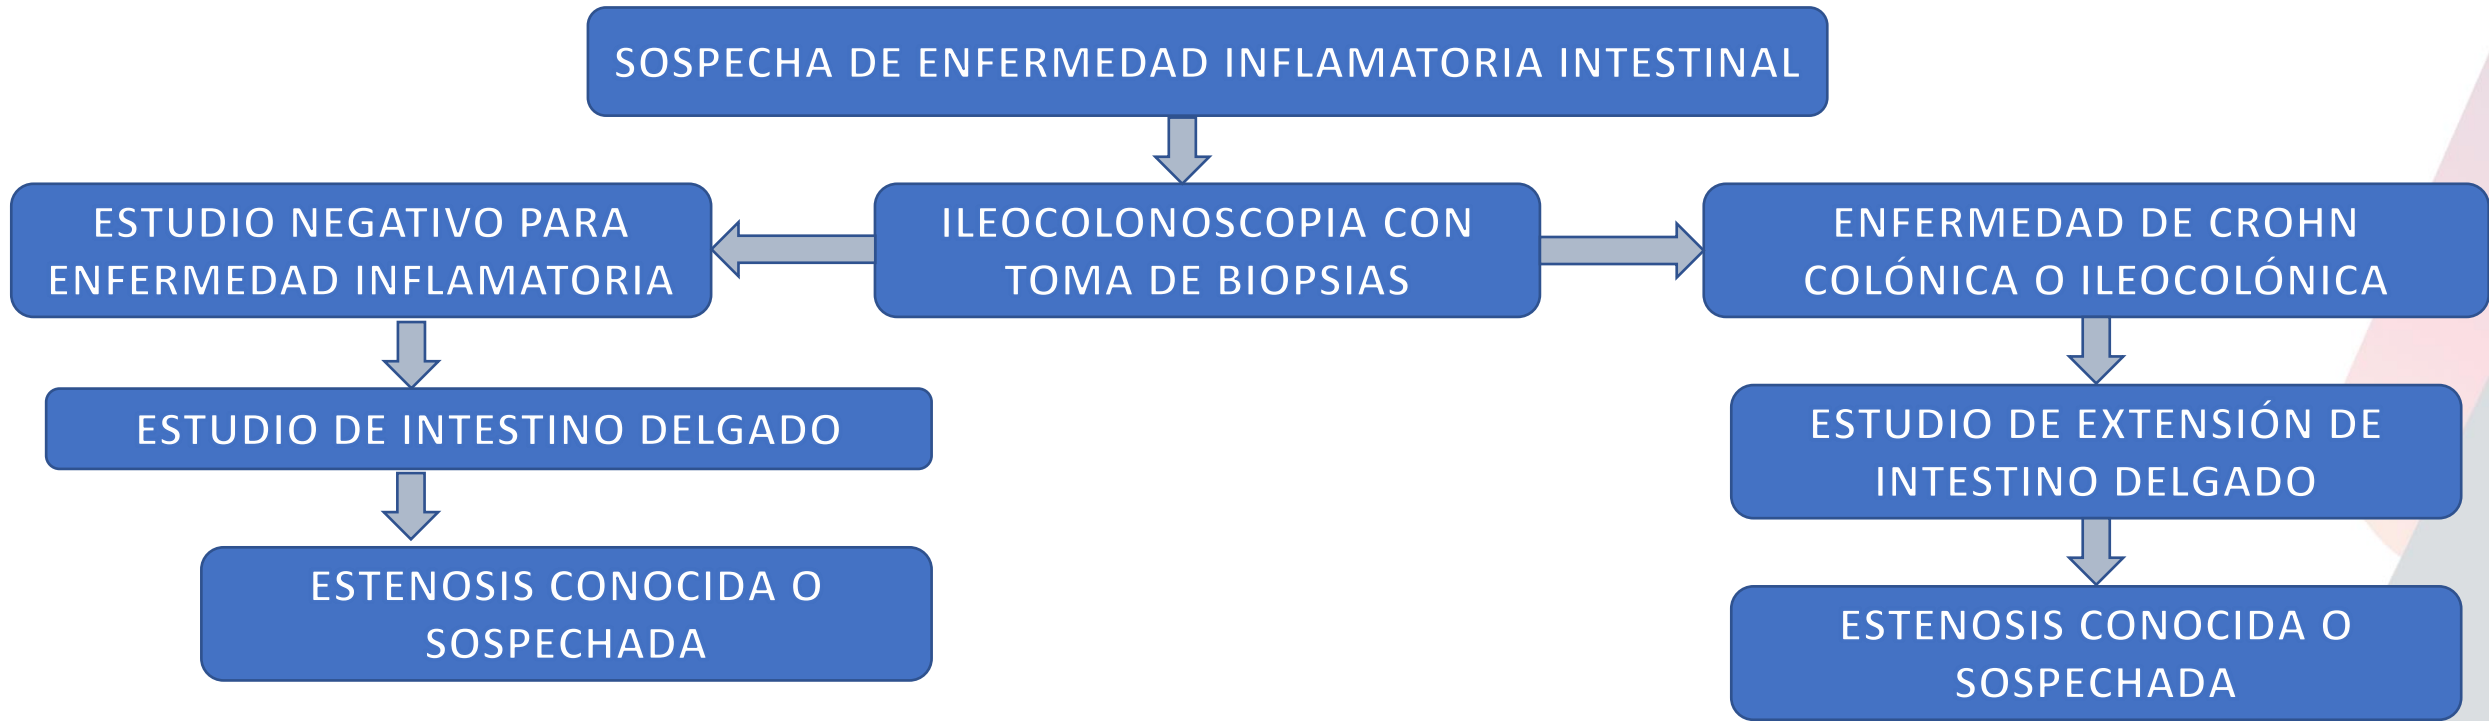 SOSPECHA DE ENFERMEDAD INFLAMATORIA INTESTINAL
ESTUDIO NEGATIVO PARA
ENFERMEDAD INFLAMATORIA
ILEOCOLONOSCOPIA CON
TOMA DE BIOPSIAS
ENFERMEDAD DE CROHN
COLÓNICA O ILEOCOLÓNICA
ESTUDIO DE INTESTINO DELGADO
ESTUDIO DE EXTENSIÓN DE
INTESTINO DELGADO
ESTENOSIS CONOCIDA O
SOSPECHADA
ESTENOSIS CONOCIDA O
SOSPECHADA